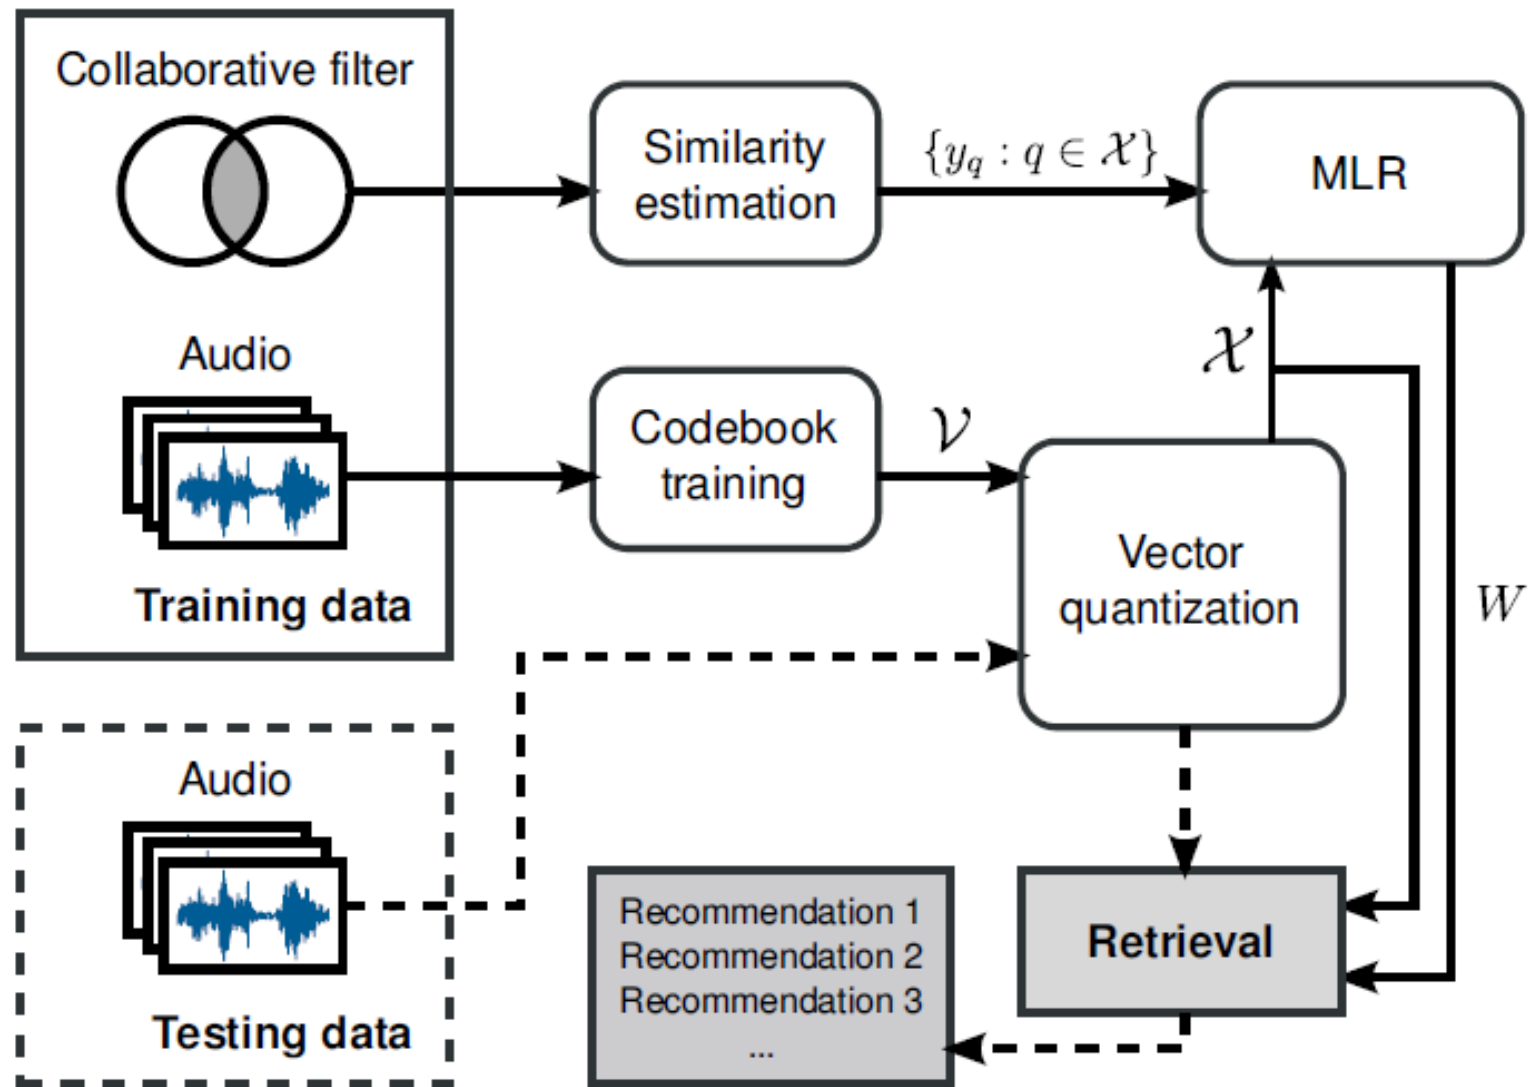 Collaborative filter
Similarity
estimation
{y_q : q ∈ 𝒳}
MLR
Audio
Training data
Codebook
training
𝒱
𝒳
Vector
quantization
W
Audio
Testing data
Recommendation 1
Recommendation 2
Recommendation 3
...
Retrieval